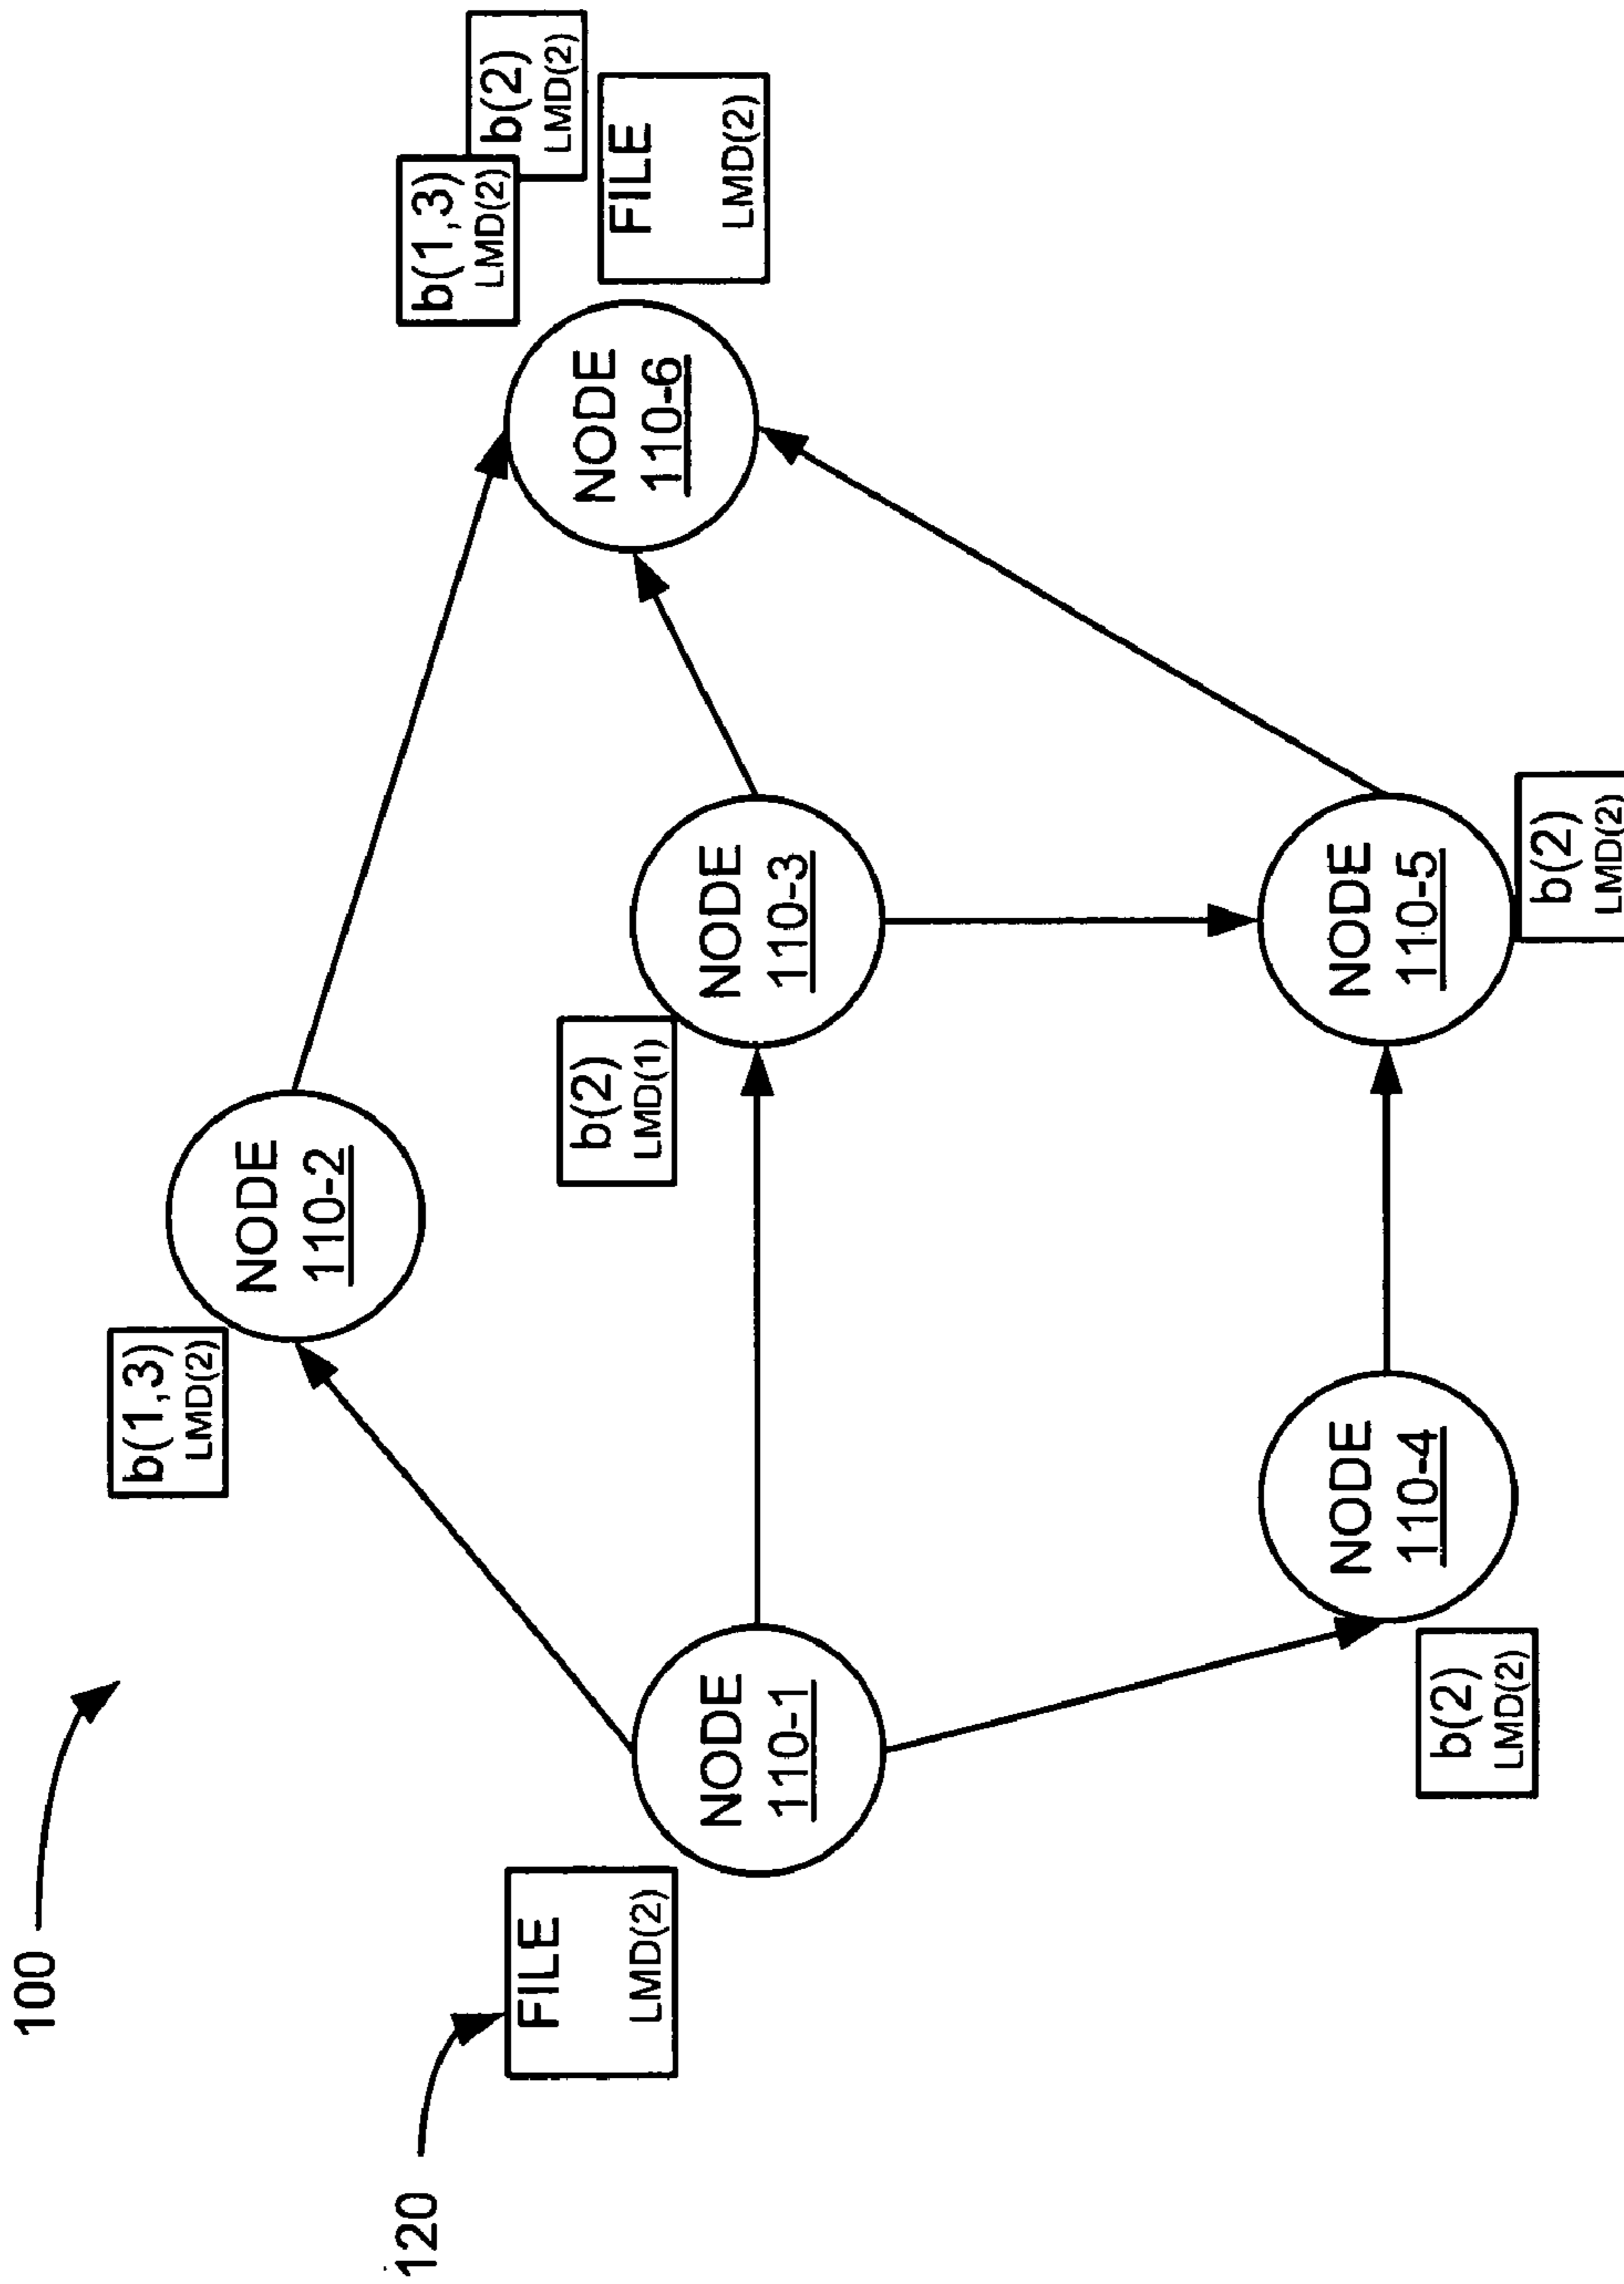 100
120
FILE
LMD(2)
NODE
110-1
b(1,3)
LMD(2)
NODE
110-2
b(2)
LMD(1)
NODE
110-3
b(2)
LMD(2)
NODE
110-4
NODE
110-5
b(2)
LMD(2)
NODE
110-6
b(1,3)
LMD(2)
b(2)
LMD(2)
FILE
LMD(2)